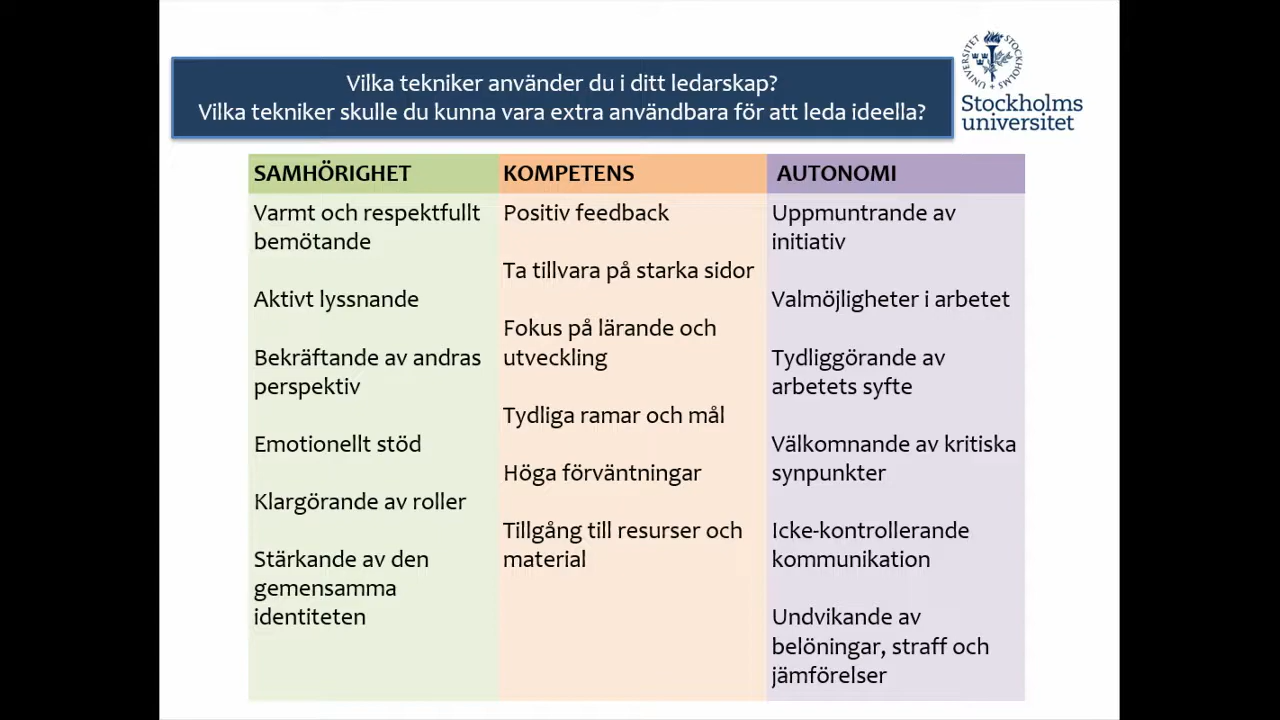 Vilka tekniker använder du i ditt ledarskap?
Vilka tekniker skulle du kunna vara extra användbara för att leda ideella?
STOCKHOLMS UNIVERSITET
Stockholms
universitet
SAMHÖRIGHET
Varmt och respektfullt
bemötande
Aktivt lyssnande
Bekräftande av andras
perspektiv
Emotionellt stöd
Klargörande av roller
Stärkande av den
gemensamma
identiteten
KOMPETENS
Positiv feedback
Ta tillvara på starka sidor
Fokus på lärande och
utveckling
Tydliga ramar och mål
Höga förväntningar
Tillgång till resurser och
material
AUTONOMI
Uppmuntrande av
initiativ
Valmöjligheter i arbetet
Tydliggörande av
arbetets syfte
Välkomnande av kritiska
synpunkter
Icke-kontrollerande
kommunikation
Undvikande av
belöningar, straff och
jämförelser